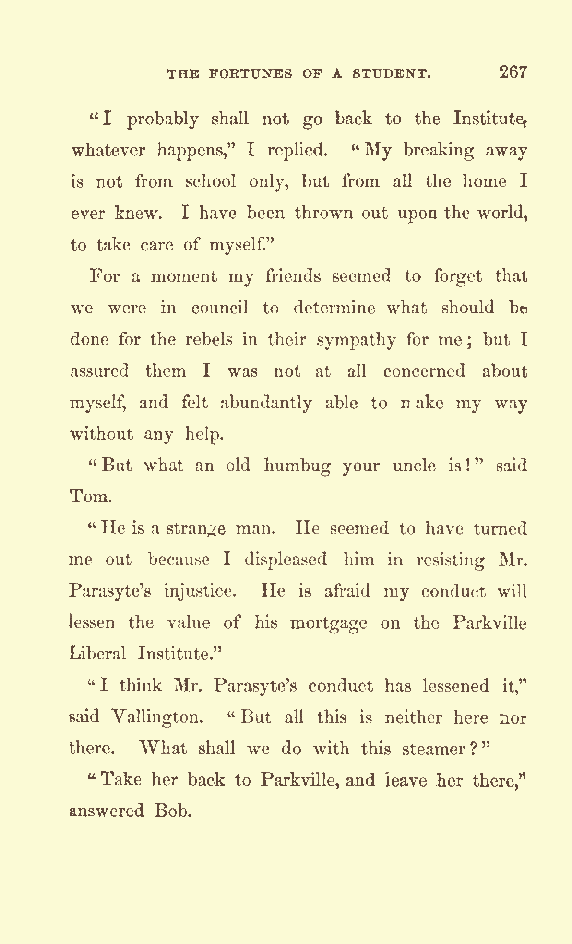 THE FORTUNES OF A STUDENT. 267
“I probably shall not go back to the Institute,
whatever happens,” I replied. “My breaking away
is not from school only, but from all the home I
ever knew. I have been thrown out upon the world,
to take care of myself.”
For a moment my friends seemed to forget that
we were in council to determine what should be
done for the rebels in their sympathy for me; but I
assured them I was not at all concerned about
myself, and felt abundantly able to make my way
without any help.
“But what an old humbug your uncle is!” said
Tom.
“He is a strange man. He seemed to have turned
me out because I displeased him in resisting Mr.
Parasyte’s injustice. He is afraid my conduct will
lessen the value of his mortgage on the Parkville
Liberal Institute.”
“I think Mr. Parasyte’s conduct has lessened it,”
said Vallington. “But all this is neither here nor
there. What shall we do with this steamer?”
“Take her back to Parkville, and leave her there,”
answered Bob.